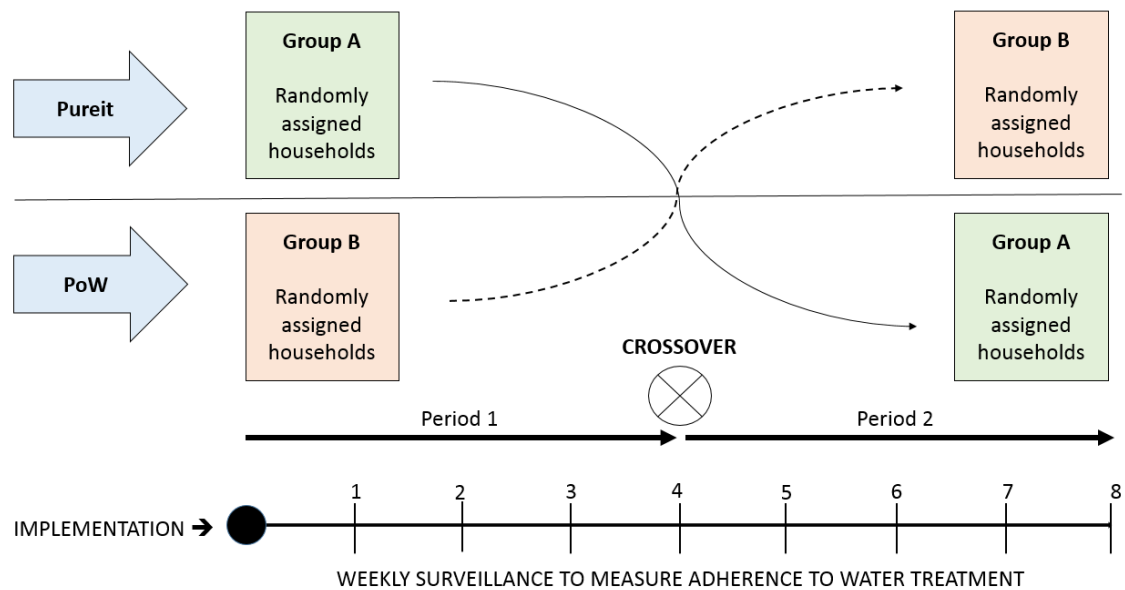 Pureit
Group A
Randomly
assigned
households
Group B
Randomly
assigned
households
PoW
Group B
Randomly
assigned
households
Group A
Randomly
assigned
households
CROSSOVER
Period 1
Period 2
1 2 3 4 5 6 7 8
IMPLEMENTATION ➔
WEEKLY SURVEILLANCE TO MEASURE ADHERENCE TO WATER TREATMENT